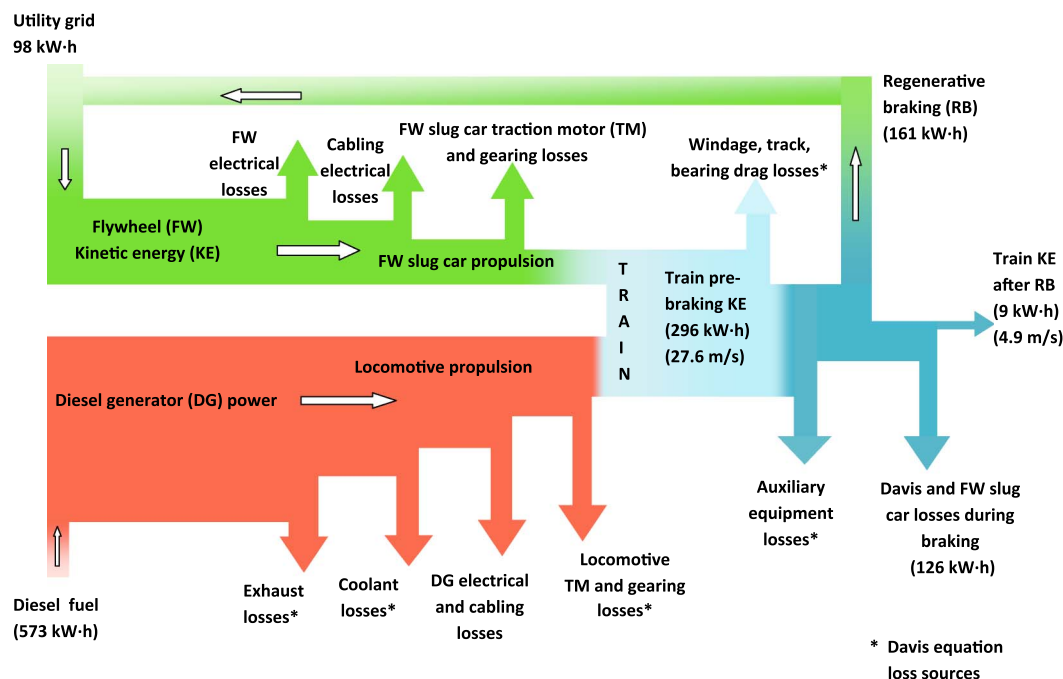 Utility grid
98 kW·h
Regenerative
braking (RB)
(161 kW·h)
FW
electrical
losses
Cabling
electrical
losses
FW slug car traction motor (TM)
and gearing losses
Windage, track,
bearing drag losses*
Flywheel (FW)
Kinetic energy (KE)
FW slug car propulsion
T
R
A
I
N
Train pre-
braking KE
(296 kW·h)
(27.6 m/s)
Train KE
after RB
(9 kW·h)
(4.9 m/s)
Locomotive propulsion
Diesel generator (DG) power
Auxiliary
equipment
losses*
Davis and FW slug
car losses during
braking
(126 kW·h)
Diesel fuel
(573 kW·h)
Exhaust
losses*
Coolant
losses*
DG electrical
and cabling
losses
Locomotive
TM and gearing
losses*
* Davis equation
loss sources